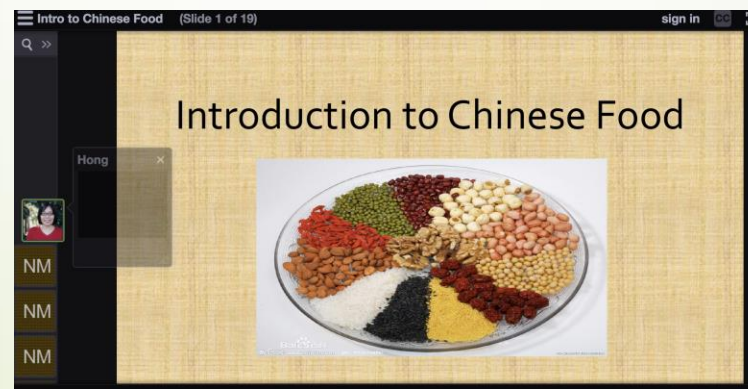 Intro to Chinese Food (Slide 1 of 19)
sign in CC
Introduction to Chinese Food
Hong ×
NM
NM
NM